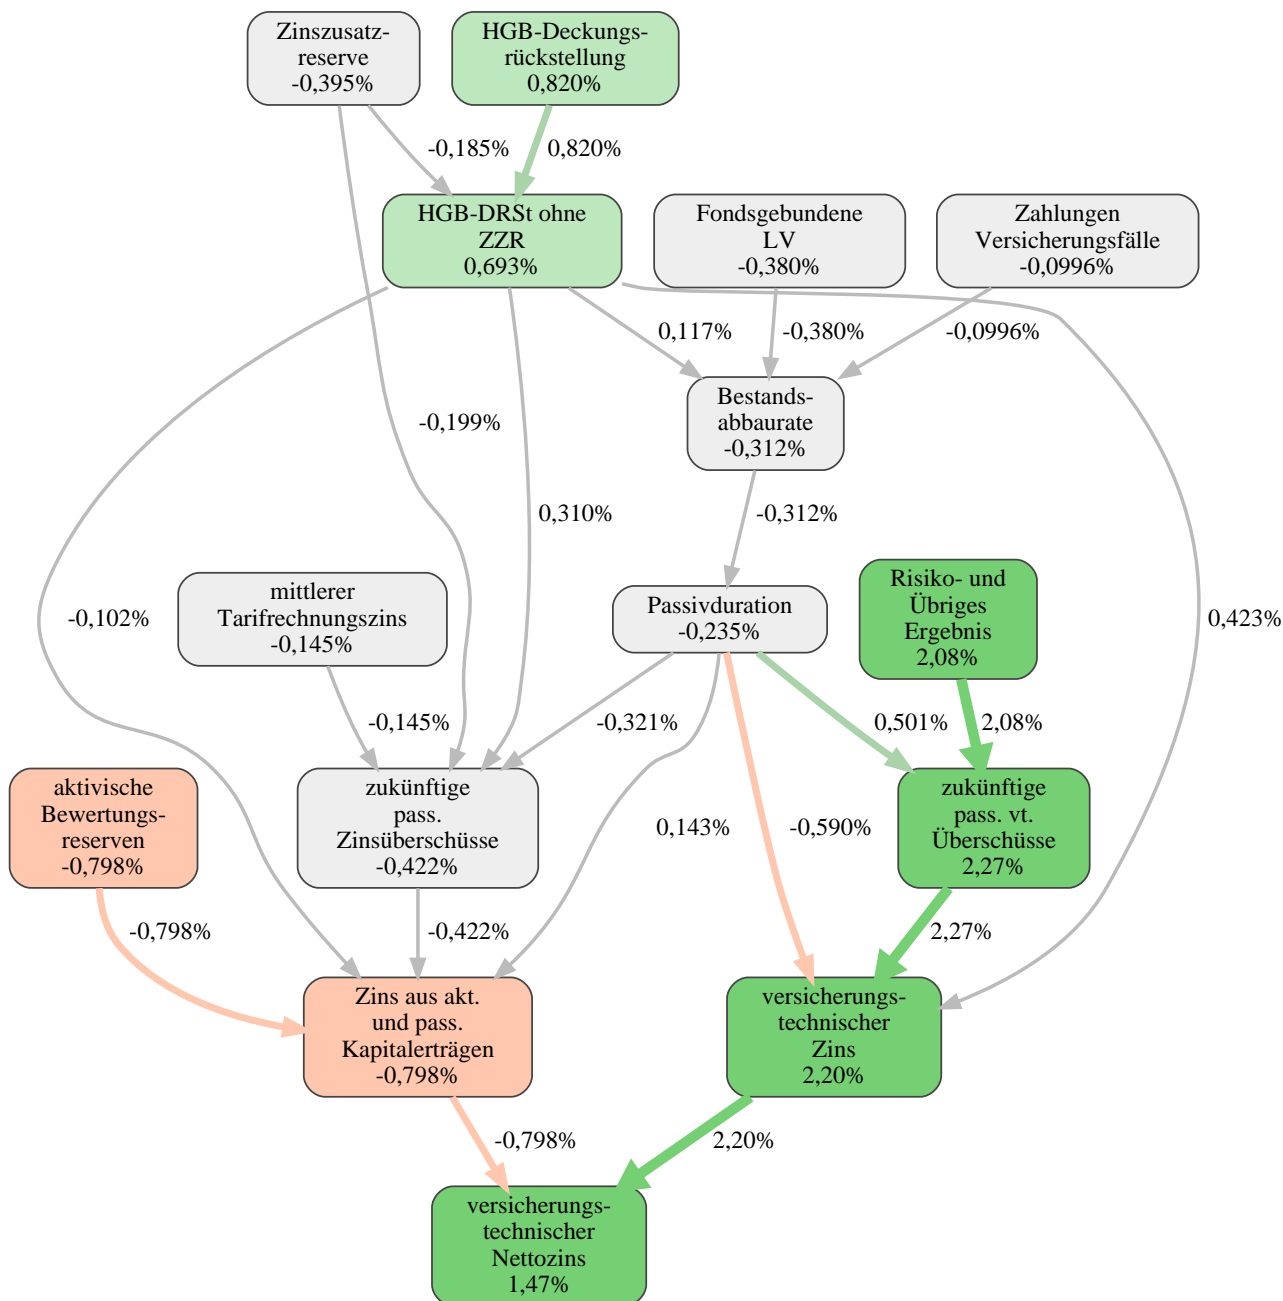 Zinszusatz-
reserve
-0,395%
HGB-Deckungs-
rückstellung
0,820%
-0,185%
0,820%
HGB-DRSt ohne
ZZR
0,693%
Fondsgebundene
LV
-0,380%
Zahlungen
Versicherungsfälle
-0,0996%
0,117%
-0,380%
-0,0996%
Bestands-
abbaurate
-0,312%
-0,199%
0,310%
-0,312%
mittlerer
Tarifrechnungszins
-0,145%
Passivduration
-0,235%
Risiko- und
Übriges
Ergebnis
2,08%
-0,102%
0,423%
-0,145%
-0,321%
0,501%
2,08%
aktivische
Bewertungs-
reserven
-0,798%
zukünftige
pass.
Zinsüberschüsse
-0,422%
0,143%
-0,590%
zukünftige
pass. vt.
Überschüsse
2,27%
-0,798%
-0,422%
2,27%
Zins aus akt.
und pass.
Kapitalerträgen
-0,798%
versicherungs-
technischer
Zins
2,20%
-0,798%
2,20%
versicherungs-
technischer
Nettozins
1,47%